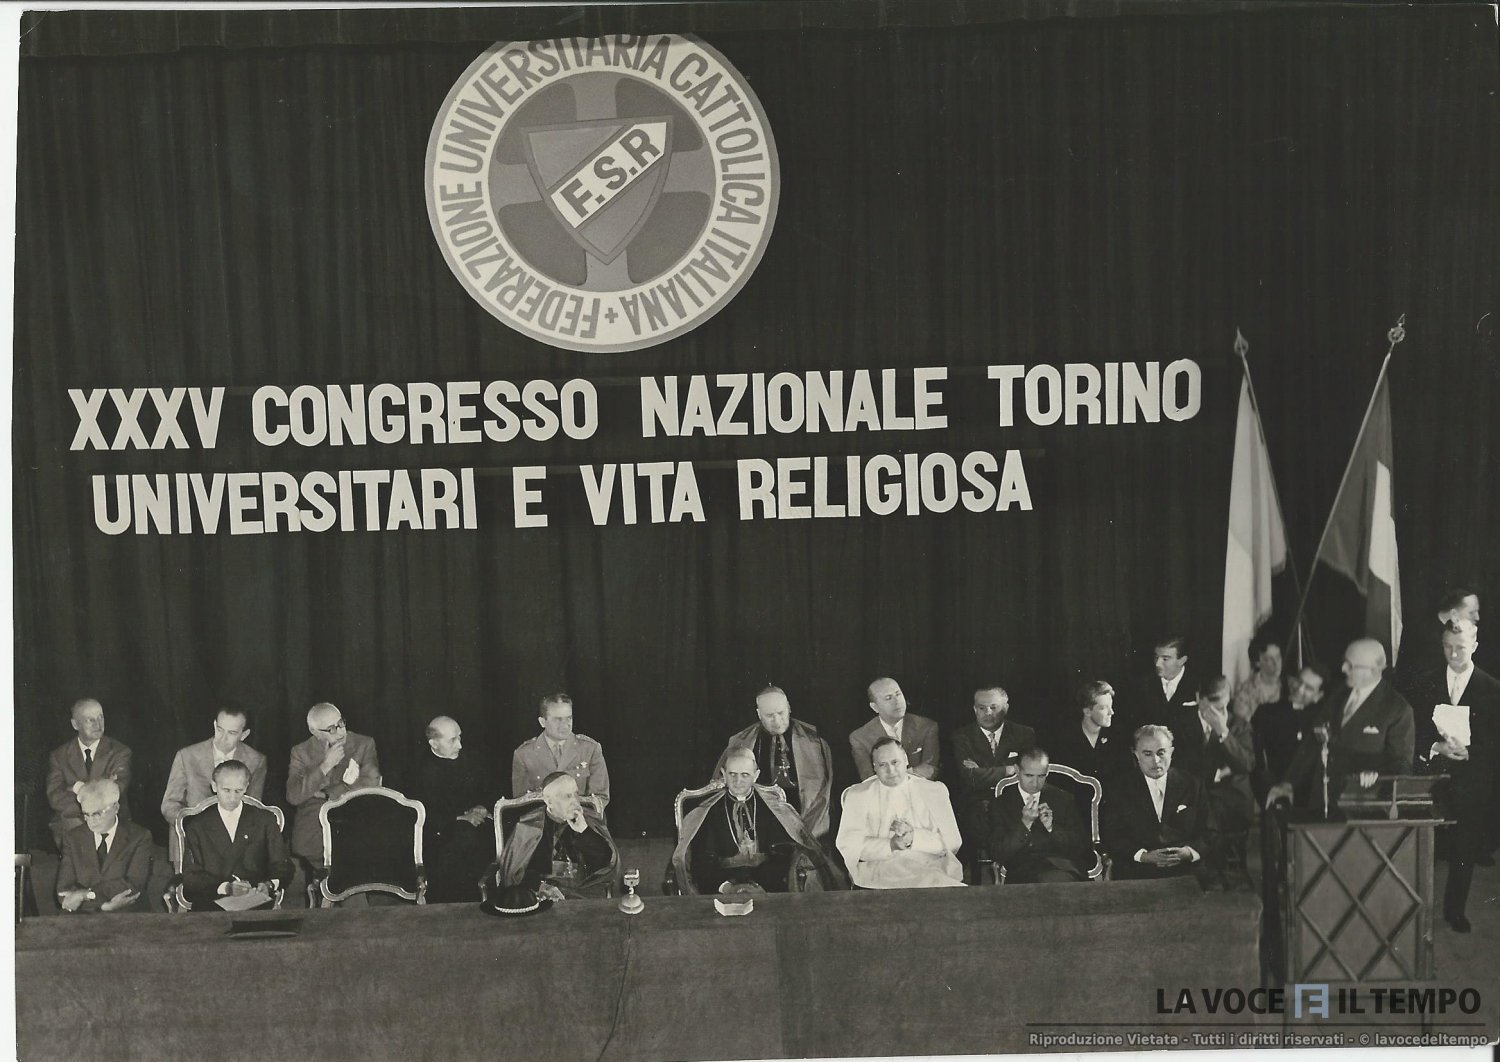 FEDERAZIONE UNIVERSITARIA CATTOLICA ITALIANA +
F.S.R
XXXV CONGRESSO NAZIONALE TORINO
UNIVERSITARI E VITA RELIGIOSA
LA VOCE E IL TEMPO
Riproduzione Vietata - Tutti i diritti riservati - © lavocedeltempo